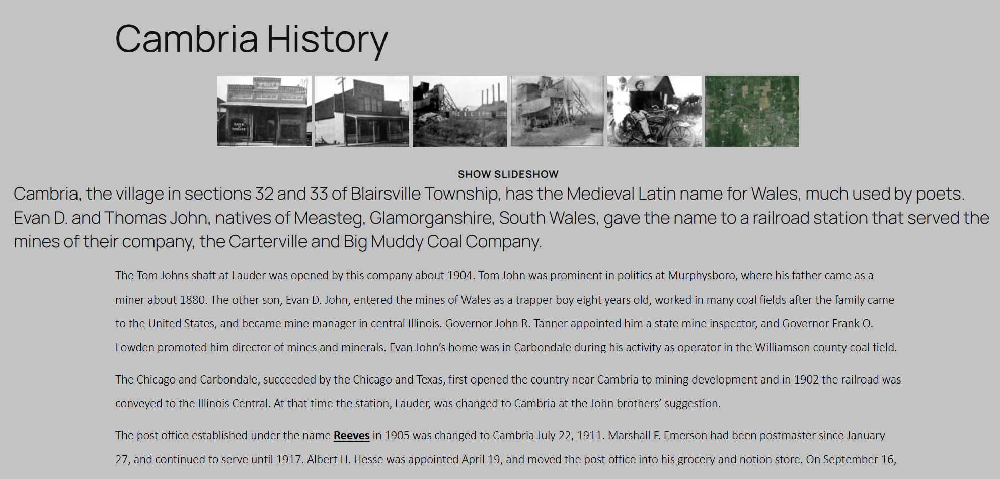 Cambria History
BANK
BANK
OF
REEVES
SHOW SLIDESHOW
Cambria, the village in sections 32 and 33 of Blairsville Township, has the Medieval Latin name for Wales, much used by poets.
Evan D. and Thomas John, natives of Measteg, Glamorganshire, South Wales, gave the name to a railroad station that served the
mines of their company, the Carterville and Big Muddy Coal Company.
The Tom Johns shaft at Lauder was opened by this company about 1904. Tom John was prominent in politics at Murphysboro, where his father came as a
miner about 1880. The other son, Evan D. John, entered the mines of Wales as a trapper boy eight years old, worked in many coal fields after the family came
to the United States, and became mine manager in central Illinois. Governor John R. Tanner appointed him a state mine inspector, and Governor Frank O.
Lowden promoted him director of mines and minerals. Evan John’s home was in Carbondale during his activity as operator in the Williamson county coal field.
The Chicago and Carbondale, succeeded by the Chicago and Texas, first opened the country near Cambria to mining development and in 1902 the railroad was
conveyed to the Illinois Central. At that time the station, Lauder, was changed to Cambria at the John brothers’ suggestion.
The post office established under the name Reeves in 1905 was changed to Cambria July 22, 1911. Marshall F. Emerson had been postmaster since January
27, and continued to serve until 1917. Albert H. Hesse was appointed April 19, and moved the post office into his grocery and notion store. On September 16,